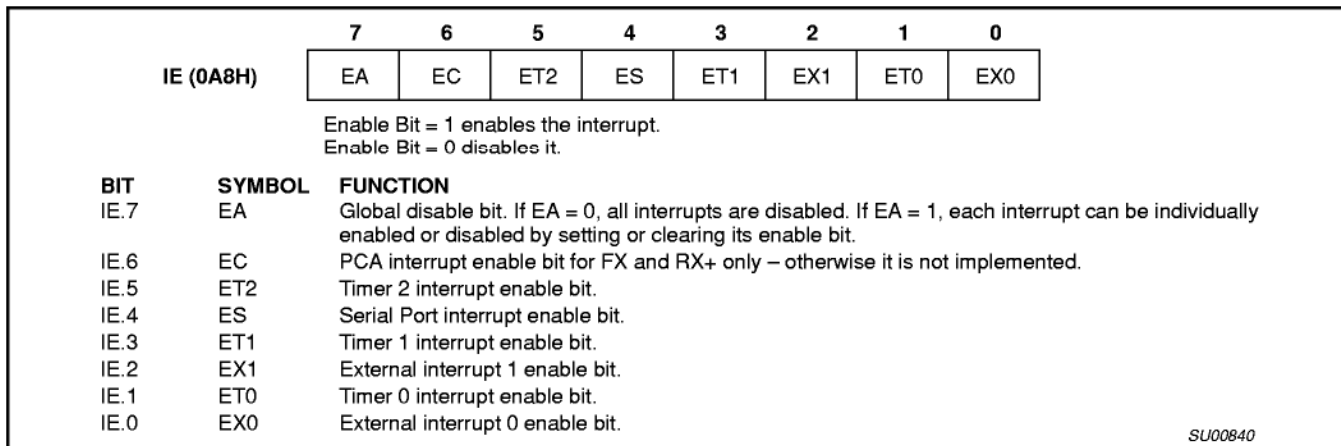 7 6 5 4 3 2 1 0
IE (0A8H) EA EC ET2 ES ET1 EX1 ET0 EX0
Enable Bit = 1 enables the interrupt.
Enable Bit = 0 disables it.
BIT SYMBOL FUNCTION
IE.7 EA Global disable bit. If EA = 0, all interrupts are disabled. If EA = 1, each interrupt can be individually
enabled or disabled by setting or clearing its enable bit.
IE.6 EC PCA interrupt enable bit for FX and RX+ only – otherwise it is not implemented.
IE.5 ET2 Timer 2 interrupt enable bit.
IE.4 ES Serial Port interrupt enable bit.
IE.3 ET1 Timer 1 interrupt enable bit.
IE.2 EX1 External interrupt 1 enable bit.
IE.1 ET0 Timer 0 interrupt enable bit.
IE.0 EX0 External interrupt 0 enable bit.
SU00840